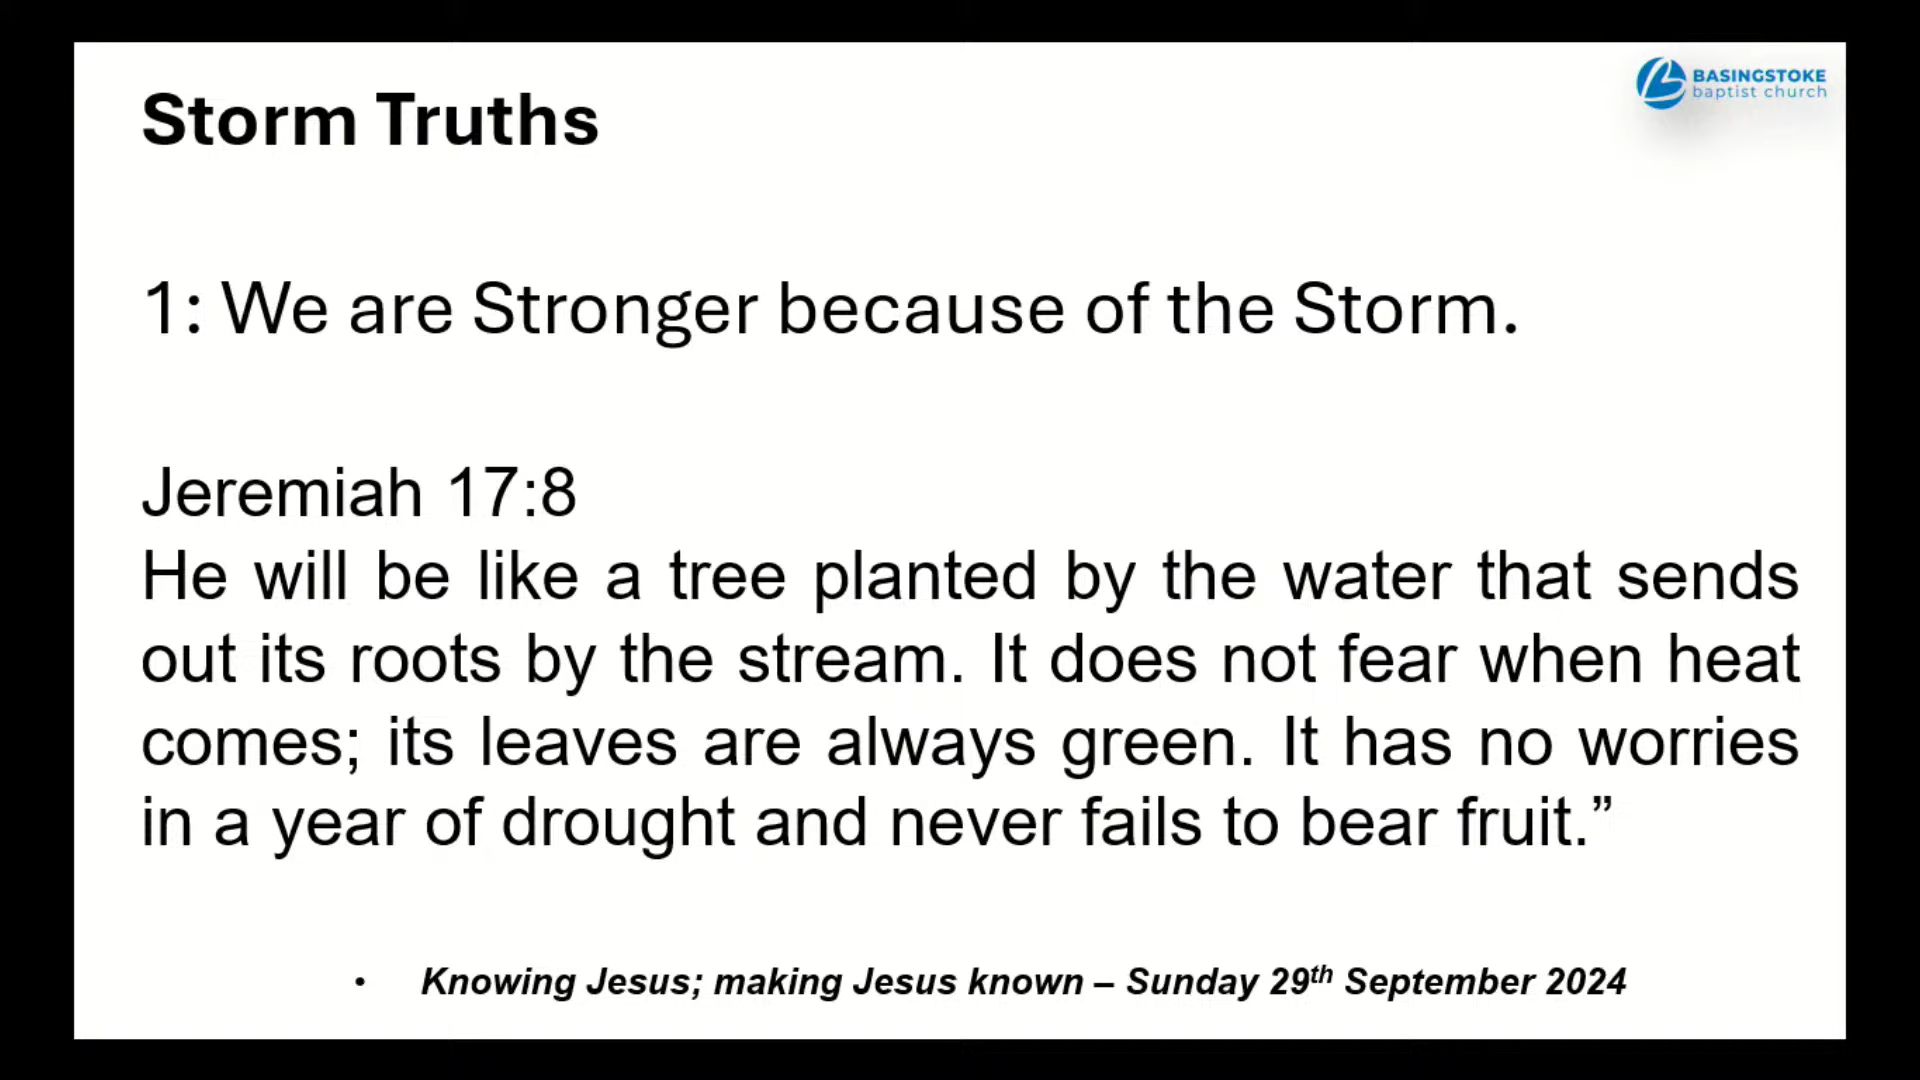 BASINGSTOKE
baptist church
Storm Truths
1: We are Stronger because of the Storm.
Jeremiah 17:8
He will be like a tree planted by the water that sends
out its roots by the stream. It does not fear when heat
comes; its leaves are always green. It has no worries
in a year of drought and never fails to bear fruit.”
• Knowing Jesus; making Jesus known – Sunday 29th September 2024